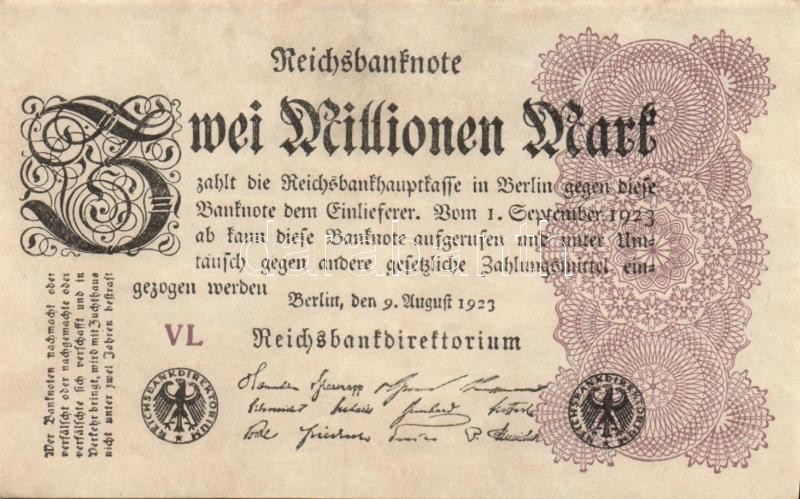 Reichsbanknote
Zwei Millionen Mark
zahlt die Reichsbankhauptkasse in Berlin gegen diese
Banknote dem Einlieferer. Vom 1. September 1923
ab kann diese Banknote aufgerufen und unter Um-
tausch gegen andere gesetzliche Zahlungsmittel ein-
gezogen werden
Berlin, den 9. August 1923
VL
Reichsbankdirektorium
REICHSBANKDIREKTORIUM
REICHSBANKDIREKTORIUM
Wer Banknoten nachmacht oder
verfälscht oder nachgemachte oder
verfälschte sich verschafft und in
Verkehr bringt, wird mit Zuchthaus
nicht unter zwei Jahren bestraft